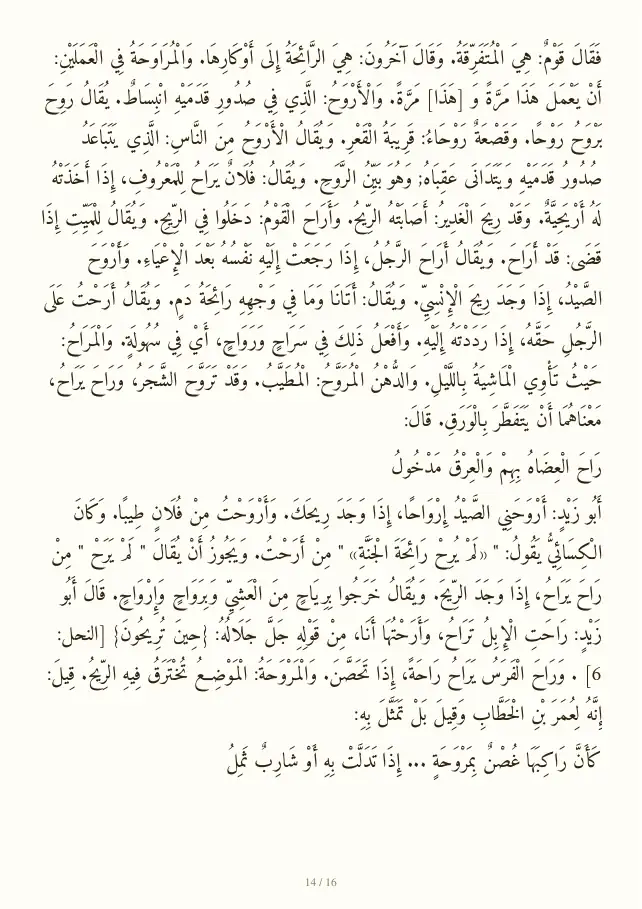 فَقَالَ قَوْمٌ: هِيَ الْمُتَفَرِّقَةُ. وَقَالَ آخَرُونَ: هِيَ الرَّائِحَةُ إِلَى أَوْكَارِهَا. وَالْمُرَاوَحَةُ فِي الْعَمَلَيْنِ:
أَنْ يَعْمَلَ هَذَا مَرَّةً وَ [هَذَا] مَرَّةً. وَالْأَرْوَحُ: الَّذِي فِي صُدُورِ قَدَمَيْهِ انْبِسَاطٌ. يُقَالُ رَوِحَ
يَرْوَحُ رَوْحًا. وَقَصْعَةٌ رَوْحَاءُ: قَرِيبَةُ الْقَعْرِ. وَيُقَالُ الْأَرْوَحُ مِنَ النَّاسِ: الَّذِي يَتَبَاعَدُ
صُدُورُ قَدَمَيْهِ وَيَتَدَانَى عَقِبَاهُ; وَهُوَ بَيِّنُ الرَّوَحِ. وَيُقَالُ: فُلَانٌ يَرَاحُ لِلْمَعْرُوفِ، إِذَا أَخَذَتْهُ
لَهُ أَرْيَحِيَّةٌ. وَقَدْ رِيحَ الْغَدِيرُ: أَصَابَتْهُ الرِّيحُ. وَأَرَاحَ الْقَوْمُ: دَخَلُوا فِي الرِّيحِ. وَيُقَالُ لِلْمَيِّتِ إِذَا
قَضَى: قَدْ أَرَاحَ. وَيُقَالُ أَرَاحَ الرَّجُلُ، إِذَا رَجَعَتْ إِلَيْهِ نَفْسُهُ بَعْدَ الْإِعْيَاءِ. وَأَرْوَحَ
الصَّيْدُ، إِذَا وَجَدَ رِيحَ الْإِنْسِيِّ. وَيُقَالُ: أَتَانَا وَمَا فِي وَجْهِهِ رَائِحَةُ دَمٍ. وَيُقَالُ أَرَحْتُ عَلَى
الرَّجُلِ حَقَّهُ، إِذَا رَدَدْتَهُ إِلَيْهِ. وَأَفْعَلُ ذَلِكَ فِي سَرَاحٍ وَرَوَاحٍ، أَيْ فِي سُهُولَةٍ. وَالْمَرَاحُ:
حَيْثُ تَأْوِي الْمَاشِيَةُ بِاللَّيْلِ. وَالدُّهْنُ الْمُرَوَّحُ: الْمُطَيَّبُ. وَقَدْ تَرَوَّحَ الشَّجَرُ، وَرَاحَ يَرَاحُ،
مَعْنَاهُمَا أَنْ يَتَفَطَّرَ بِالْوَرَقِ. قَالَ:
رَاحَ الْعِضَاهُ بِهِمْ وَالْعِرْقُ مَدْخُولُ
أَبُو زَيْدٍ: أَرْوَحَنِي الصَّيْدُ إِرْوَاحًا، إِذَا وَجَدَ رِيحَكَ. وَأَرْوَحْتُ مِنْ فُلَانٍ طِيبًا. وَكَانَ
الْكِسَائِيُّ يَقُولُ: " «لَمْ يُرِحْ رَائِحَةَ الْجَنَّةِ» " مِنْ أَرَحْتُ. وَيَجُوزُ أَنْ يُقَالَ " لَمْ يَرَحْ " مِنْ
رَاحَ يَرَاحُ، إِذَا وَجَدَ الرِّيحَ. وَيُقَالُ خَرَجُوا بِرِيَاحٍ مِنَ الْعَشِيِّ وَبِرَوَاحٍ وَإِرْوَاحٍ. قَالَ أَبُو
زَيْدٍ: رَاحَتِ الْإِبِلُ تَرَاحُ، وَأَرَحْتُهَا أَنَا، مِنْ قَوْلِهِ جَلَّ جَلَالُهُ: {حِينَ تُرِيحُونَ} [النحل:
6] . وَرَاحَ الْفَرَسُ يَرَاحُ رَاحَةً، إِذَا تَحَصَّنَ. وَالْمَرْوَحَةُ: الْمَوْضِعُ تُخْتَرَقُ فِيهِ الرِّيحُ. قِيلَ:
إِنَّهُ لِعُمَرَ بْنِ الْخَطَّابِ وَقِيلَ بَلْ تَمَثَّلَ بِهِ:
كَأَنَّ رَاكِبَهَا غُصْنٌ بِمَرْوَحَةٍ ... إِذَا تَدَلَّتْ بِهِ أَوْ شَارِبٌ ثَمِلُ
14 / 16